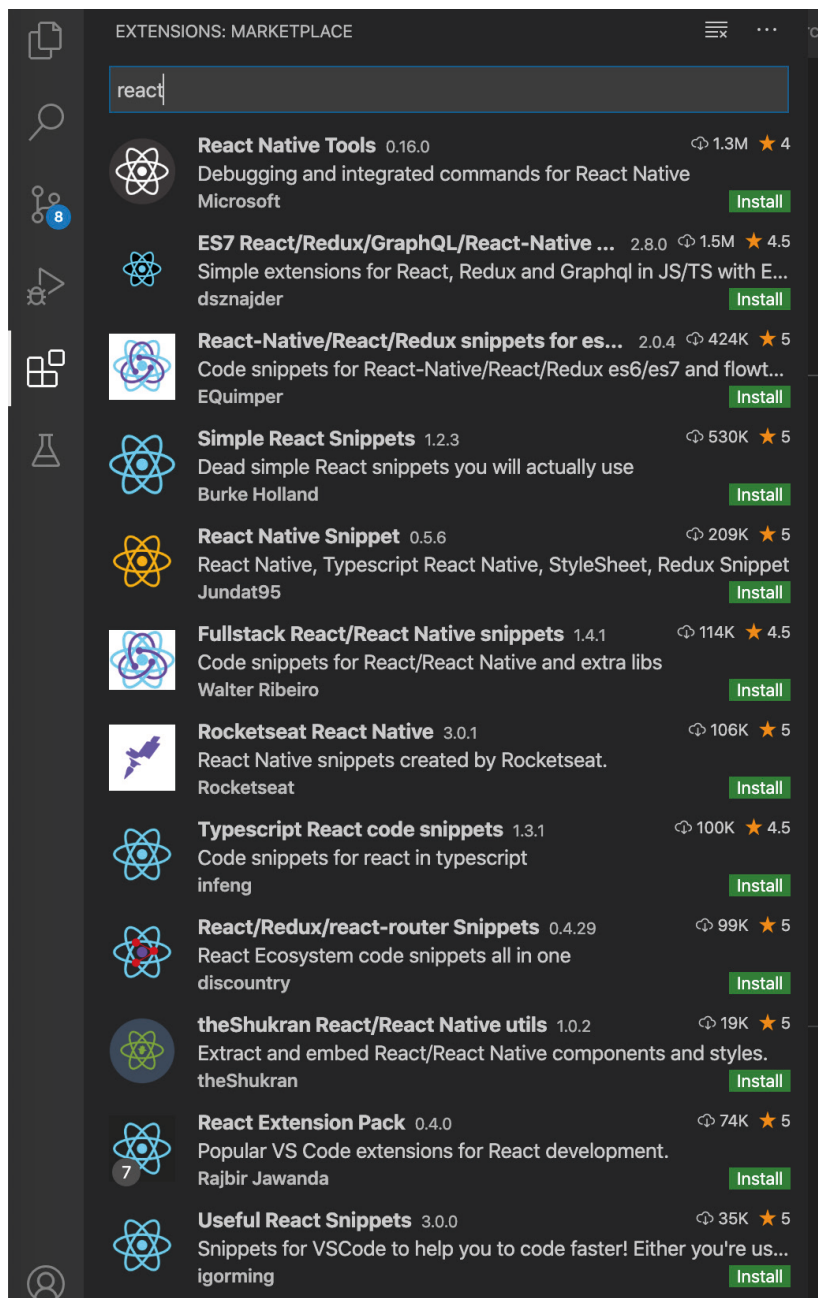 EXTENSIONS: MARKETPLACE
react
React Native Tools 0.16.0 1.3M 4
Debugging and integrated commands for React Native
Microsoft Install
8
ES7 React/Redux/GraphQL/React-Native ... 2.8.0 1.5M 4.5
Simple extensions for React, Redux and Graphql in JS/TS with E...
dsznajder Install
React-Native/React/Redux snippets for es... 2.0.4 424K 5
Code snippets for React-Native/React/Redux es6/es7 and flowt...
EQuimper Install
Simple React Snippets 1.2.3 530K 5
Dead simple React snippets you will actually use
Burke Holland Install
React Native Snippet 0.5.6 209K 5
React Native, Typescript React Native, StyleSheet, Redux Snippet
Jundat95 Install
Fullstack React/React Native snippets 1.4.1 114K 4.5
Code snippets for React/React Native and extra libs
Walter Ribeiro Install
Rocketseat React Native 3.0.1 106K 5
React Native snippets created by Rocketseat.
Rocketseat Install
Typescript React code snippets 1.3.1 100K 4.5
Code snippets for react in typescript
infeng Install
React/Redux/react-router Snippets 0.4.29 99K 5
React Ecosystem code snippets all in one
discountry Install
theShukran React/React Native utils 1.0.2 19K 5
Extract and embed React/React Native components and styles.
theShukran Install
React Extension Pack 0.4.0 74K 5
Popular VS Code extensions for React development.
7
Rajbir Jawanda Install
Useful React Snippets 3.0.0 35K 5
Snippets for VSCode to help you to code faster! Either you're us...
igorming Install